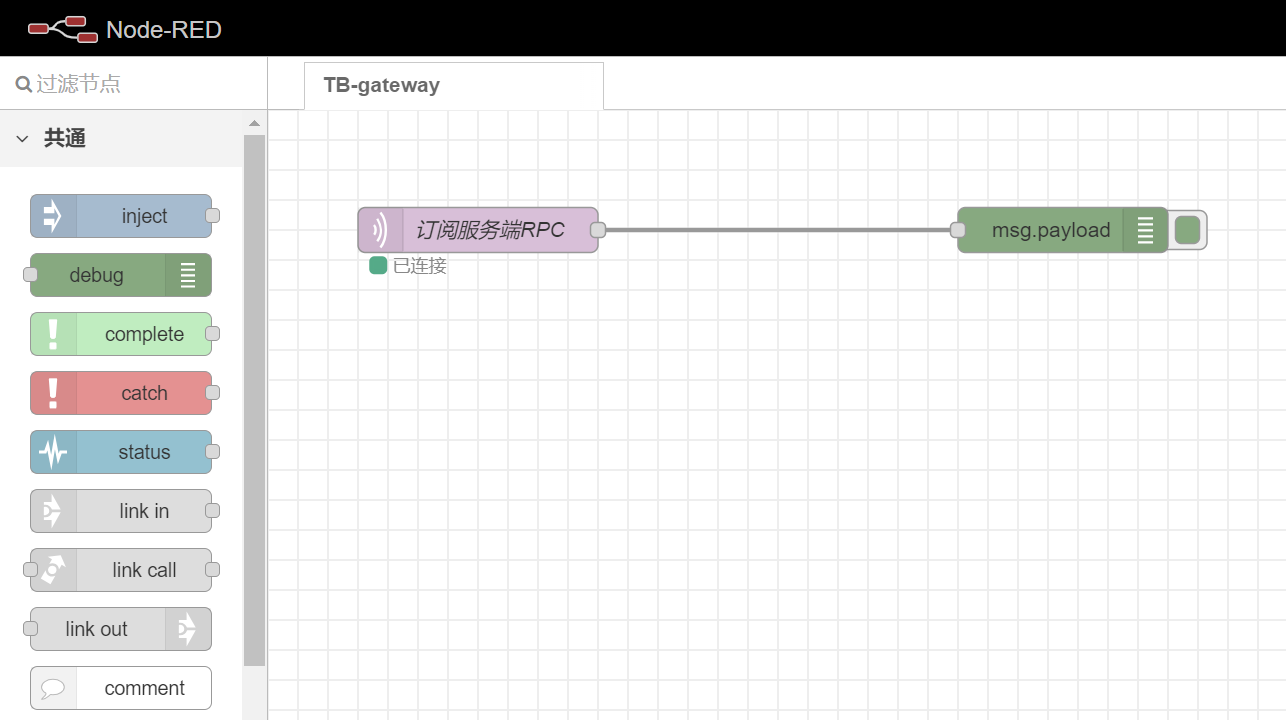 Node-RED
过滤节点
TB-gateway
共通
inject
debug
complete
catch
status
link in
link call
link out
comment
订阅服务端RPC
已连接
msg.payload